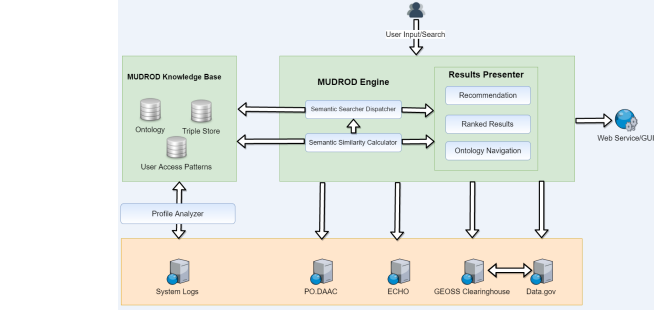 User Input/Search
MUDROD Knowledge Base
Ontology
Triple Store
User Access Patterns
MUDROD Engine
Semantic Searcher Dispatcher
Semantic Similarity Calculator
Results Presenter
Recommendation
Ranked Results
Ontology Navigation
Web Service/GUI
Profile Analyzer
System Logs
PO.DAAC
ECHO
GEOSS Clearinghouse
Data.gov